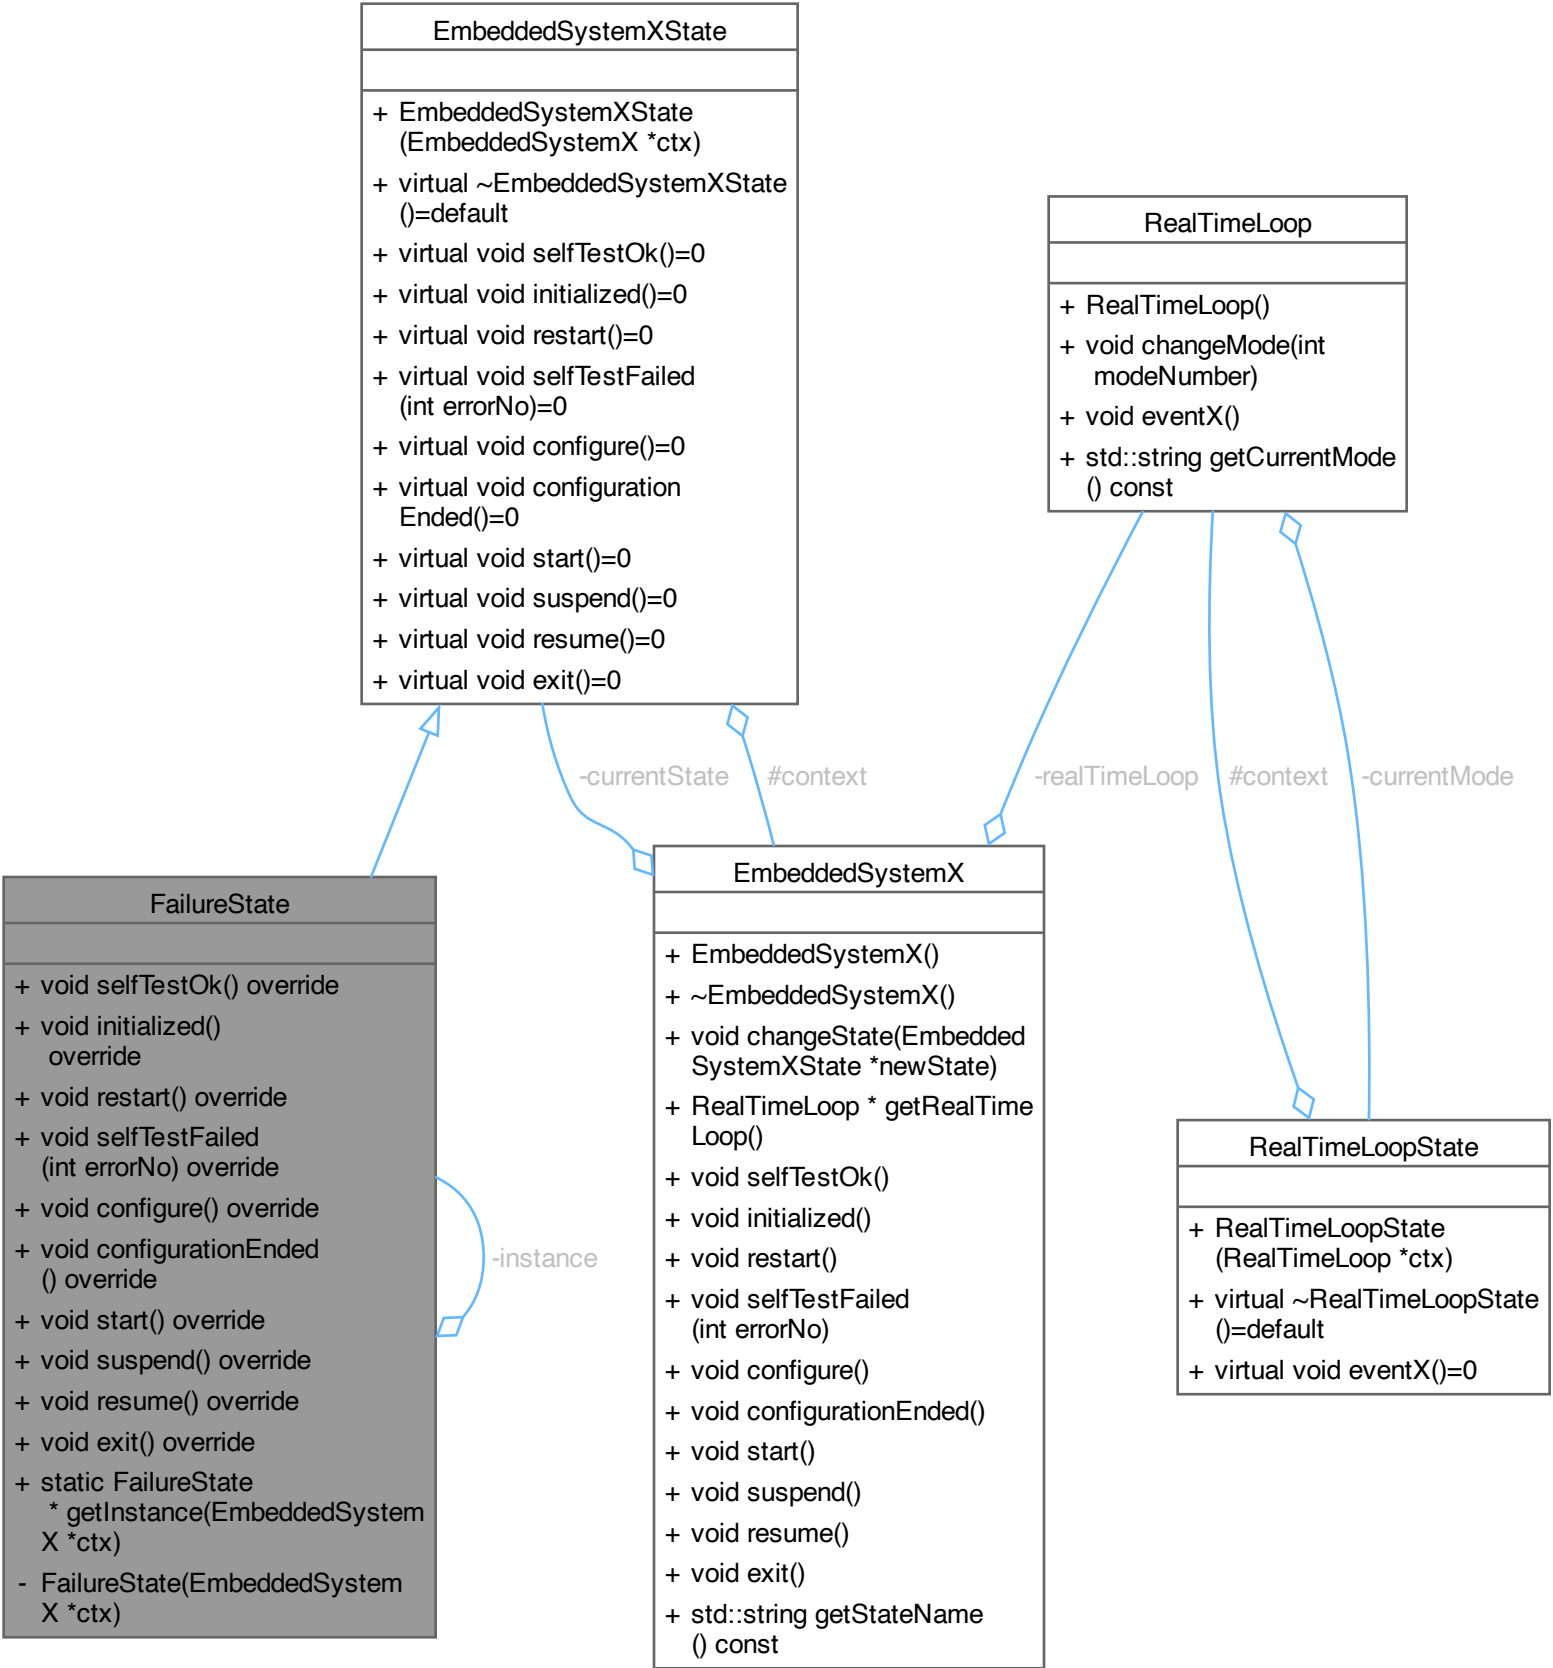 EmbeddedSystemXState
+ EmbeddedSystemXState
(EmbeddedSystemX *ctx)
+ virtual ~EmbeddedSystemXState
()=default
+ virtual void selfTestOk()=0
+ virtual void initialized()=0
+ virtual void restart()=0
+ virtual void selfTestFailed
(int errorNo)=0
+ virtual void configure()=0
+ virtual void configuration
Ended()=0
+ virtual void start()=0
+ virtual void suspend()=0
+ virtual void resume()=0
+ virtual void exit()=0
RealTimeLoop
+ RealTimeLoop()
+ void changeMode(int
modeNumber)
+ void eventX()
+ std::string getCurrentMode
() const
-currentState
#context
-realTimeLoop
#context
-currentMode
FailureState
+ void selfTestOk() override
+ void initialized()
override
+ void restart() override
+ void selfTestFailed
(int errorNo) override
+ void configure() override
+ void configurationEnded
() override
+ void start() override
+ void suspend() override
+ void resume() override
+ void exit() override
+ static FailureState
* getInstance(EmbeddedSystem
X *ctx)
- FailureState(EmbeddedSystem
X *ctx)
-instance
EmbeddedSystemX
+ EmbeddedSystemX()
+ ~EmbeddedSystemX()
+ void changeState(Embedded
SystemXState *newState)
+ RealTimeLoop * getRealTime
Loop()
+ void selfTestOk()
+ void initialized()
+ void restart()
+ void selfTestFailed
(int errorNo)
+ void configure()
+ void configurationEnded()
+ void start()
+ void suspend()
+ void resume()
+ void exit()
+ std::string getStateName
() const
RealTimeLoopState
+ RealTimeLoopState
(RealTimeLoop *ctx)
+ virtual ~RealTimeLoopState
()=default
+ virtual void eventX()=0